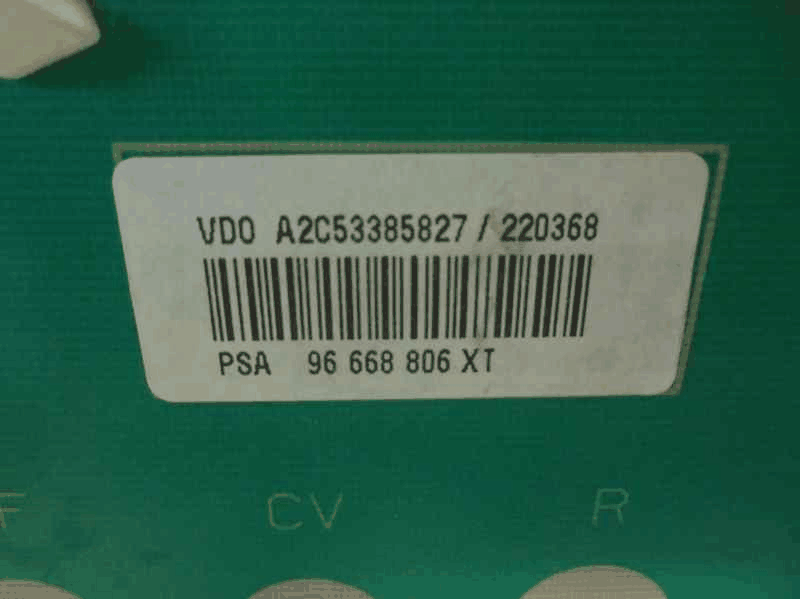 VDO A2C53385827 / 220368
PSA 96 668 806 XT
F CV R